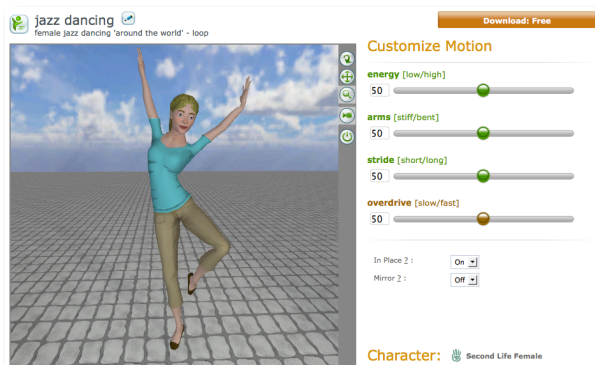 jazz dancing
female jazz dancing 'around the world' - loop
Download: Free
Customize Motion
energy [low/high]
50
arms [stiff/bent]
50
stride [short/long]
50
overdrive [slow/fast]
50
In Place ? : On
Mirror ? : Off
Character: Second Life Female